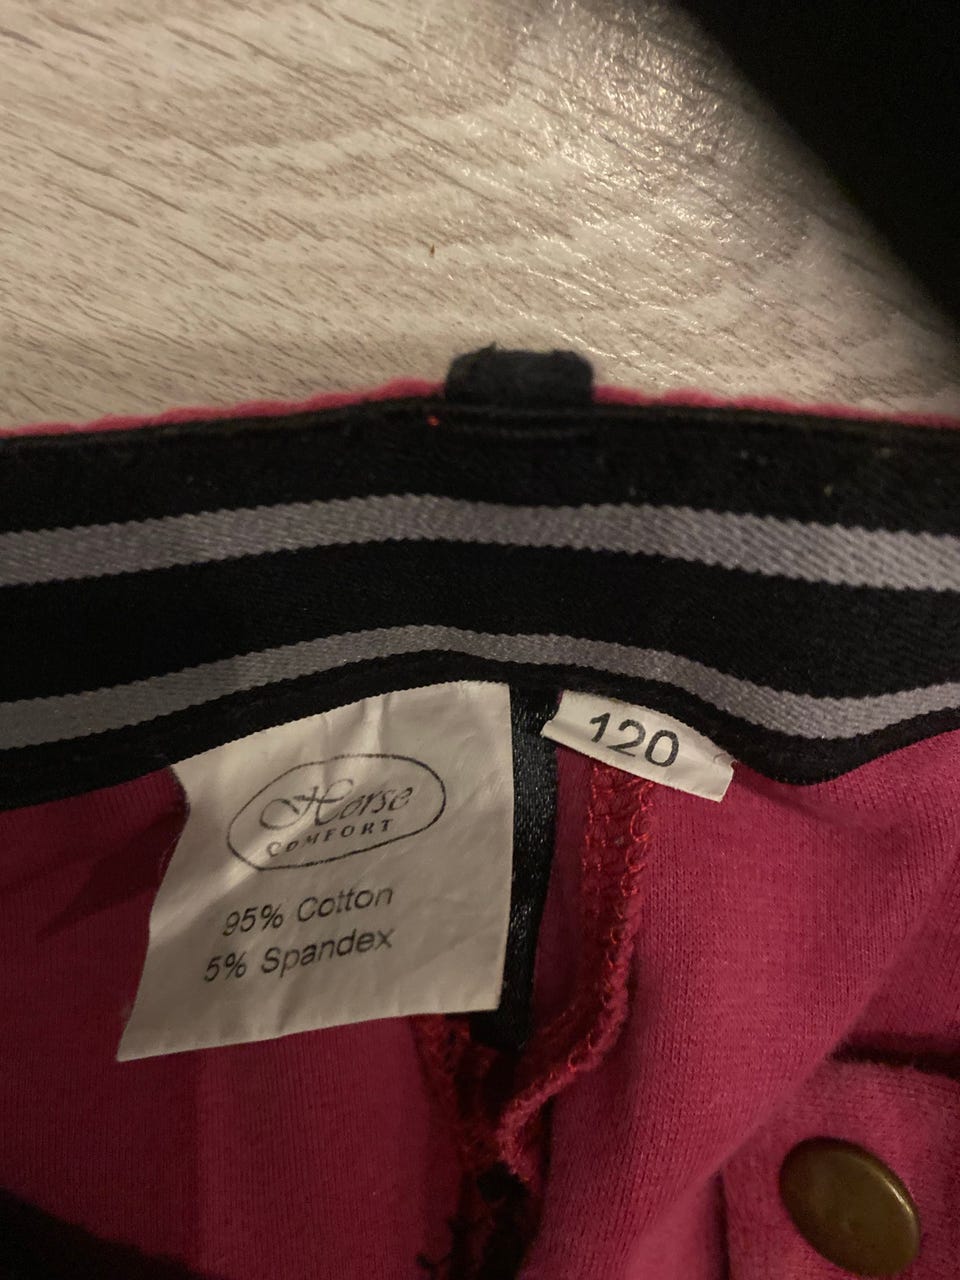 Horse
COMFORT
95% Cotton
5% Spandex
120